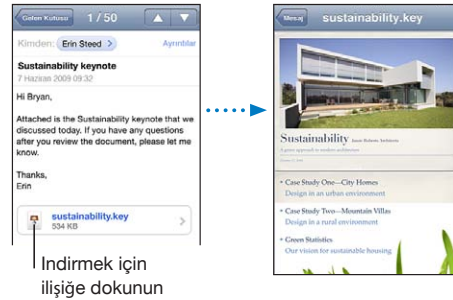 Gelen Kutusu 1 / 50
Kimden: Erin Steed
Ayrıntılar
Sustainability keynote
7 Haziran 2009 09:32
Hi Bryan,
Attached is the Sustainability keynote that we
discussed today. If you have any questions
after you review the document, please let me
know.
Thanks,
Erin
sustainability.key
534 KB
Indirmek için
ilişiğe dokunun
Mesaj sustainability.key
Sustainability
• Case Study One—City Homes
Design in an urban environment
• Case Study Two—Mountain Villas
Design in a rural environment
• Green Statistics
Our vision for sustainable housing